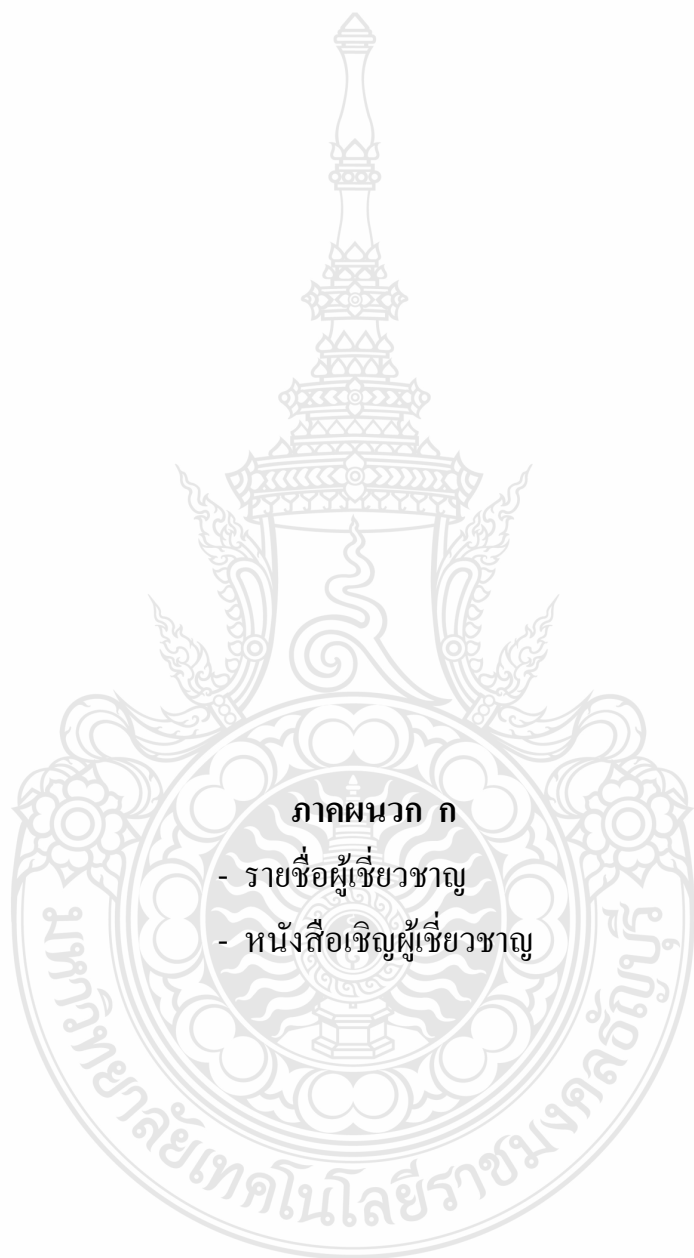 ภาคผนวก ก
- รายชื่อผู้เชี่ยวชาญ
- หนังสือเชิญผู้เชี่ยวชาญ
มหาวิทยาลัยเทคโนโลยีราชมงคลธัญบุรี